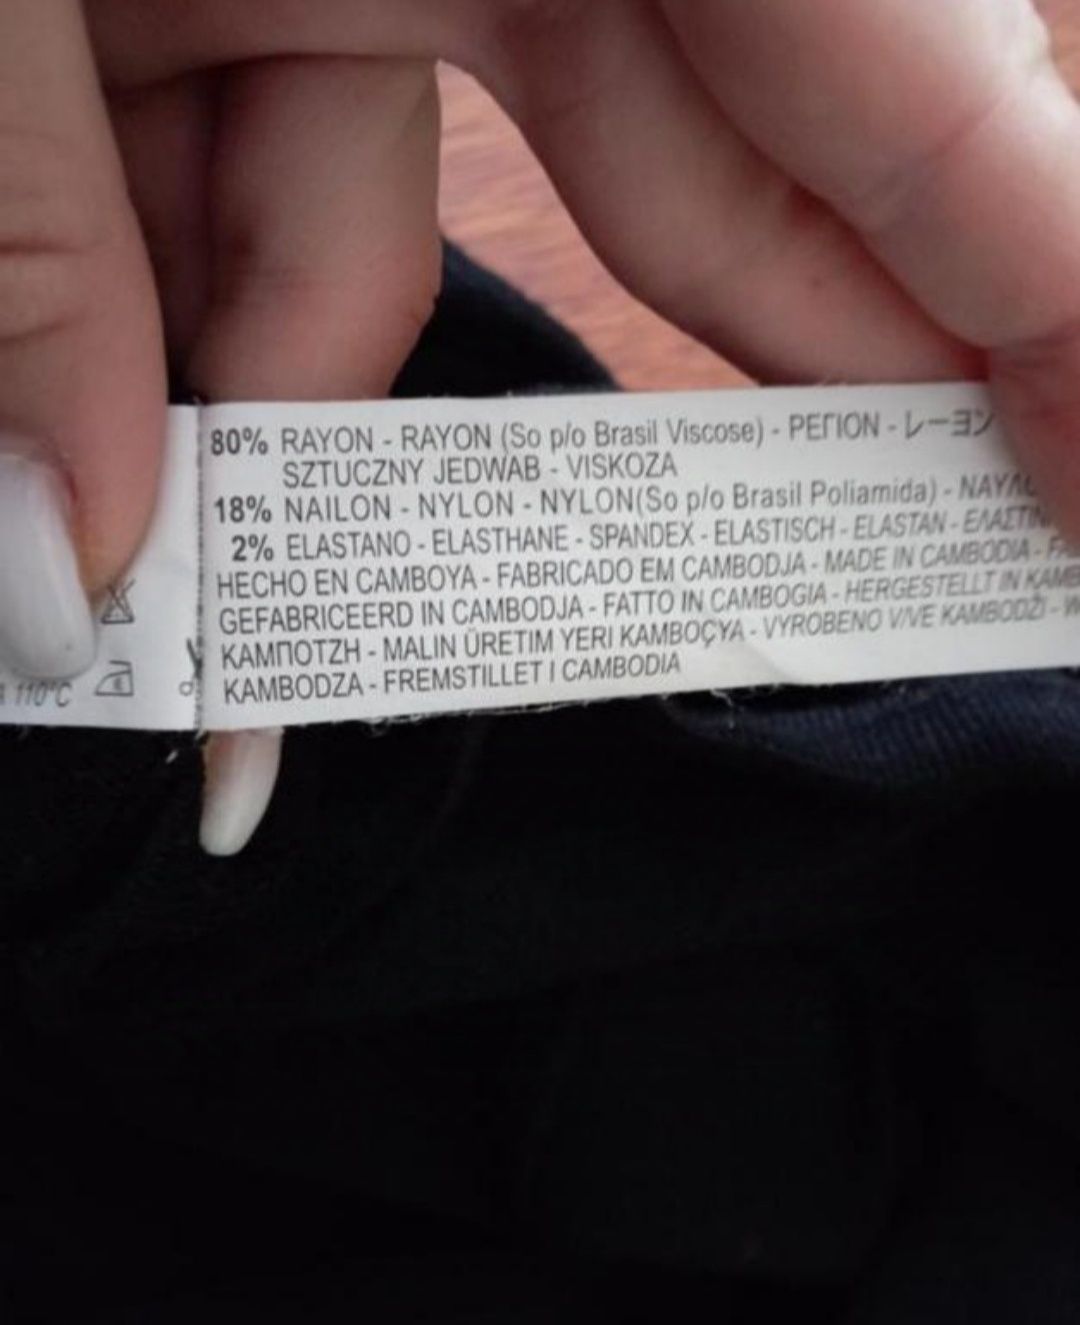 80% RAYON - RAYON (So p/o Brasil Viscose) - ΡΕΓΙΟΝ - レーヨン
SZTUCZNY JEDWAB - VISKOZA
18% NAILON - NYLON - NYLON(So p/o Brasil Poliamida) -
2% ELASTANO - ELASTHANE - SPANDEX - ELASTISCH - ELASTAN -
HECHO EN CAMBOYA - FABRICADO EM CAMBODJA - MADE IN CAMBODIA -
GEFABRICEERD IN CAMBODJA - FATTO IN CAMBOGIA - HERGESTELLT IN
ΚΑΜΠΟΤΖΗ - MALIN ÜRETIM YERI KAMBOÇYA - VYROBENO V/VE KAMBODŽI -
KAMBODZA - FREMSTILLET I CAMBODIA
110°C